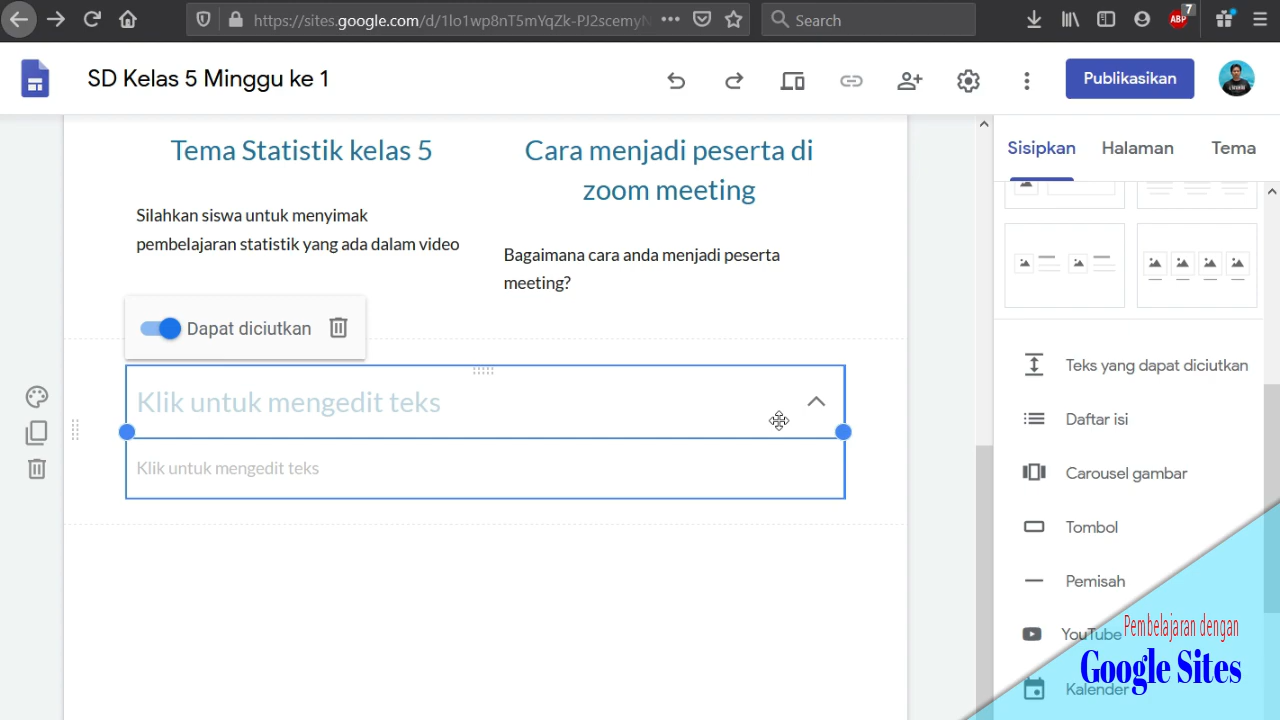 https://sites.google.com/d/1lo1wp8nT5mYqZk-PJ2scemyN
Search
ABP
7
SD Kelas 5 Minggu ke 1
Publikasikan
Sisipkan
Halaman
Tema
Tema Statistik kelas 5
Silahkan siswa untuk menyimak
pembelajaran statistik yang ada dalam video
Cara menjadi peserta di
zoom meeting
Bagaimana cara anda menjadi peserta
meeting?
Dapat diciutkan
Klik untuk mengedit teks
Klik untuk mengedit teks
Teks yang dapat diciutkan
Daftar isi
Carousel gambar
Tombol
Pemisah
YouTube
Kalender
Pembelajaran dengan
Google Sites